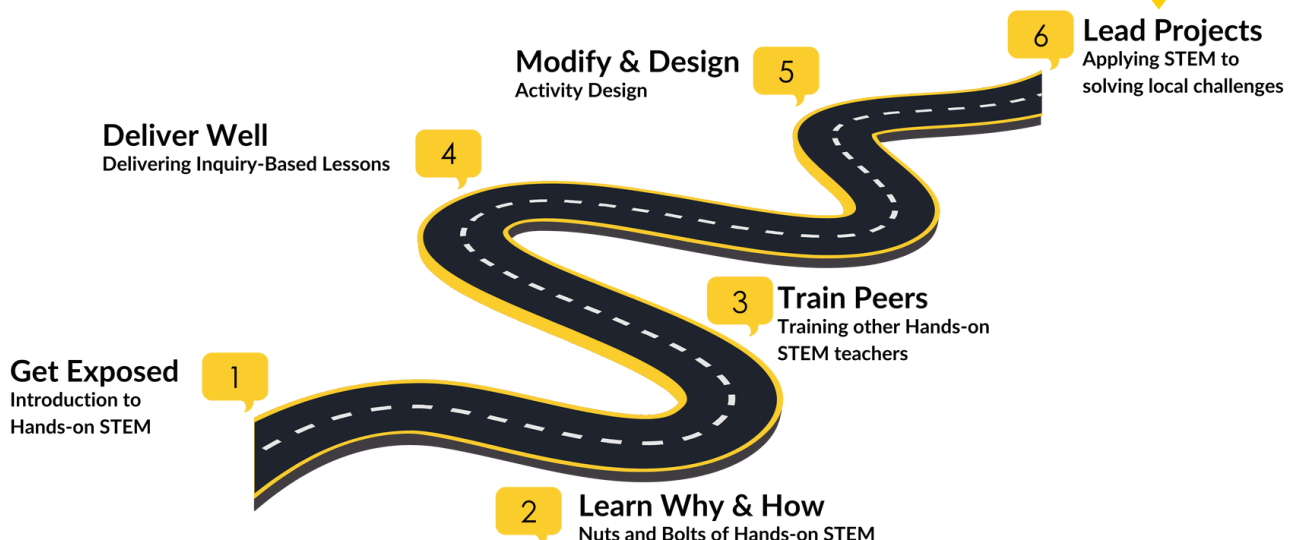 6
Lead Projects
Applying STEM to
solving local challenges
Modify & Design
Activity Design
5
Deliver Well
Delivering Inquiry-Based Lessons
4
3
Train Peers
Training other Hands-on
STEM teachers
Get Exposed
Introduction to
Hands-on STEM
1
2
Learn Why & How
Nuts and Bolts of Hands-on STEM